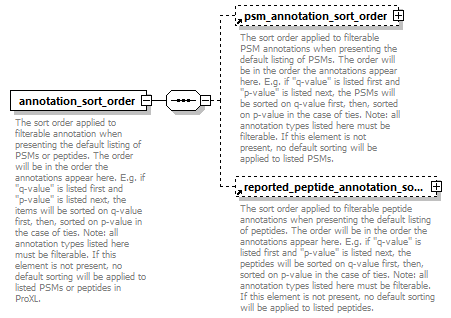 psm_annotation_sort_order
The sort order applied to filterable
PSM annotations when presenting the
default listing of PSMs. The order will
be in the order the annotations appear
here. E.g. if "q-value" is listed first and
"p-value" is listed next, the PSMs will
be sorted on q-value first, then, sorted
on p-value in the case of ties. Note: all
annotation types listed here must be
filterable. If this element is not
present, no default sorting will be
applied to listed PSMs.
annotation_sort_order
The sort order applied to
filterable annotation when
presenting the default listing of
PSMs or peptides. The order
will be in the order the
annotations appear here. E.g. if
"q-value" is listed first and
"p-value" is listed next, the
items will be sorted on q-value
first, then, sorted on p-value in
the case of ties. Note: all
annotation types listed here
must be filterable. If this
element is not present, no
default sorting will be applied to
listed PSMs or peptides in
ProXL.
reported_peptide_annotation_so...
The sort order applied to filterable peptide
annotations when presenting the default listing
of peptides. The order will be in the order the
annotations appear here. E.g. if "q-value" is
listed first and "p-value" is listed next, the
peptides will be sorted on q-value first, then,
sorted on p-value in the case of ties. Note: all
annotation types listed here must be filterable.
If this element is not present, no default sorting
will be applied to listed peptides.